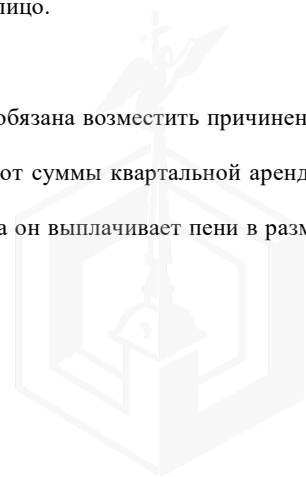 лицо.
обязана возместить причинен
от суммы квартальной аренд
а он выплачивает пени в разм